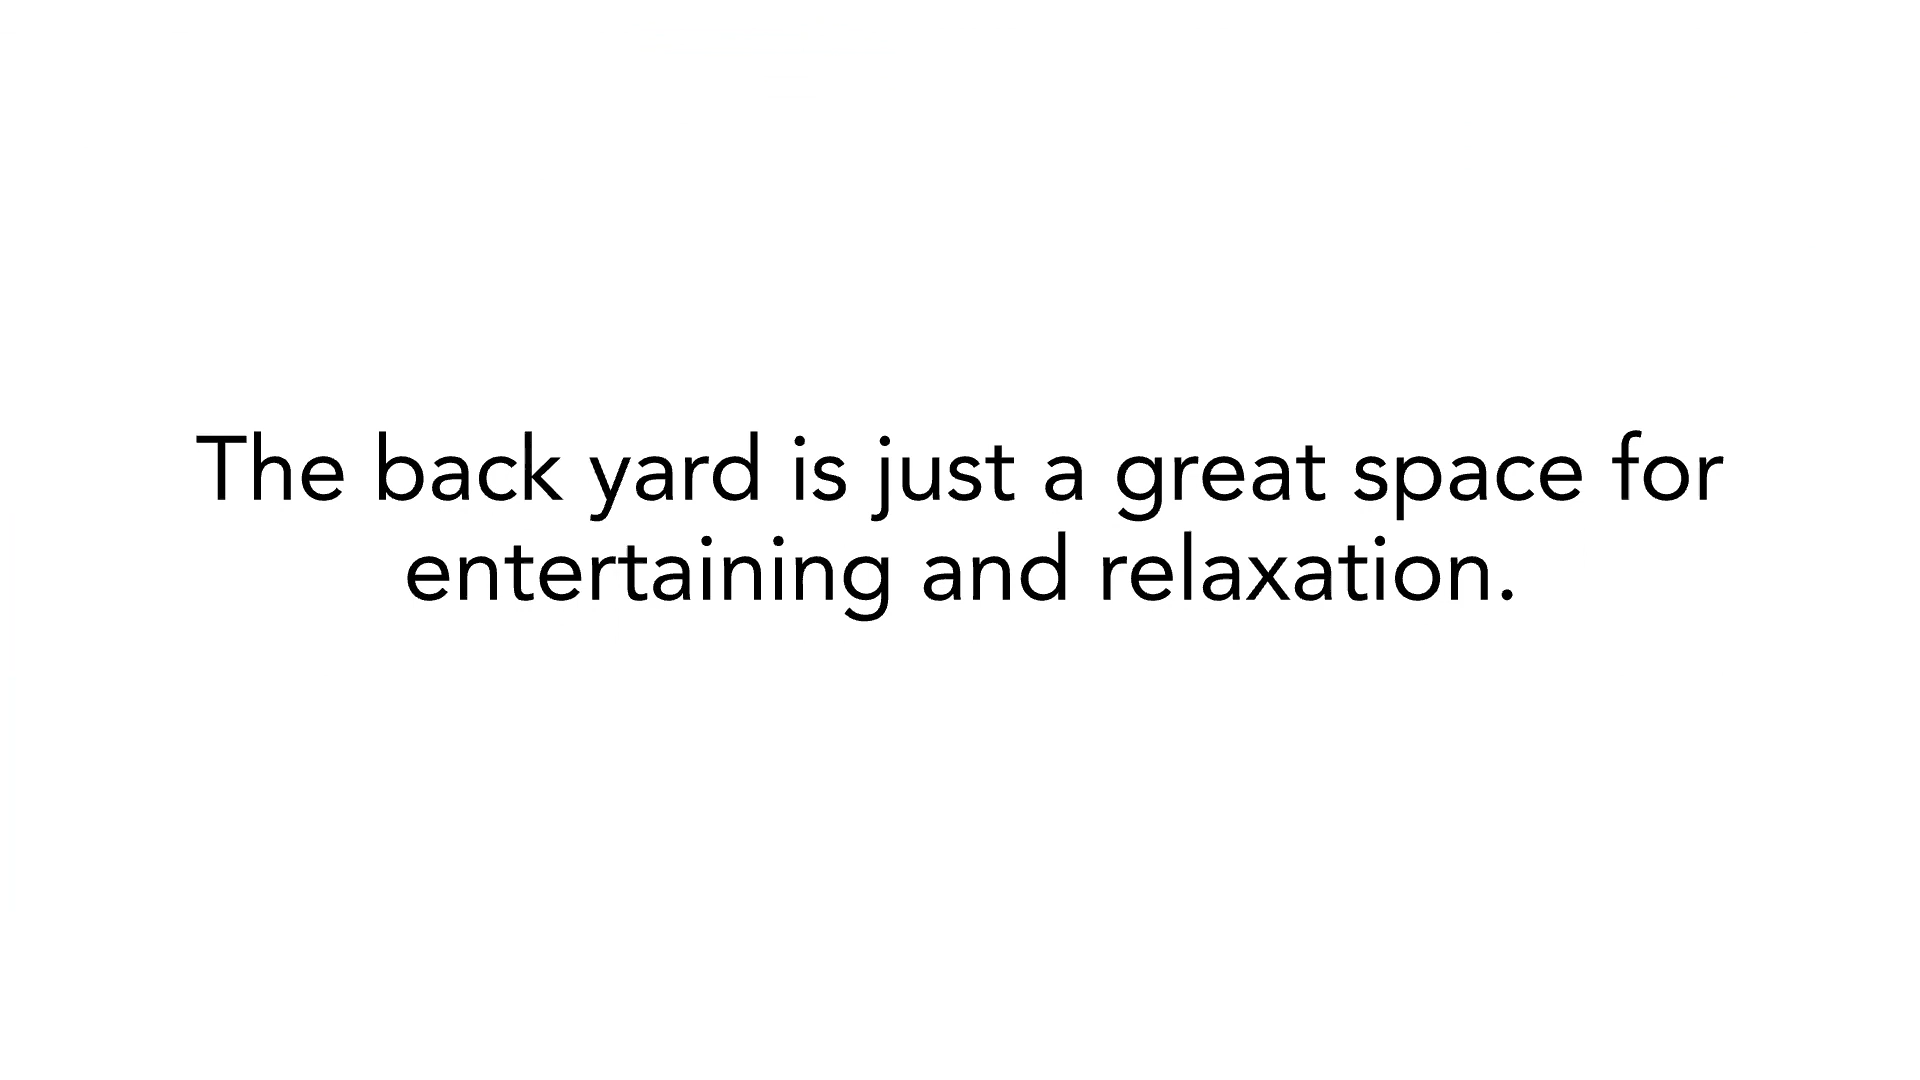 The back yard is just a great space for
entertaining and relaxation.